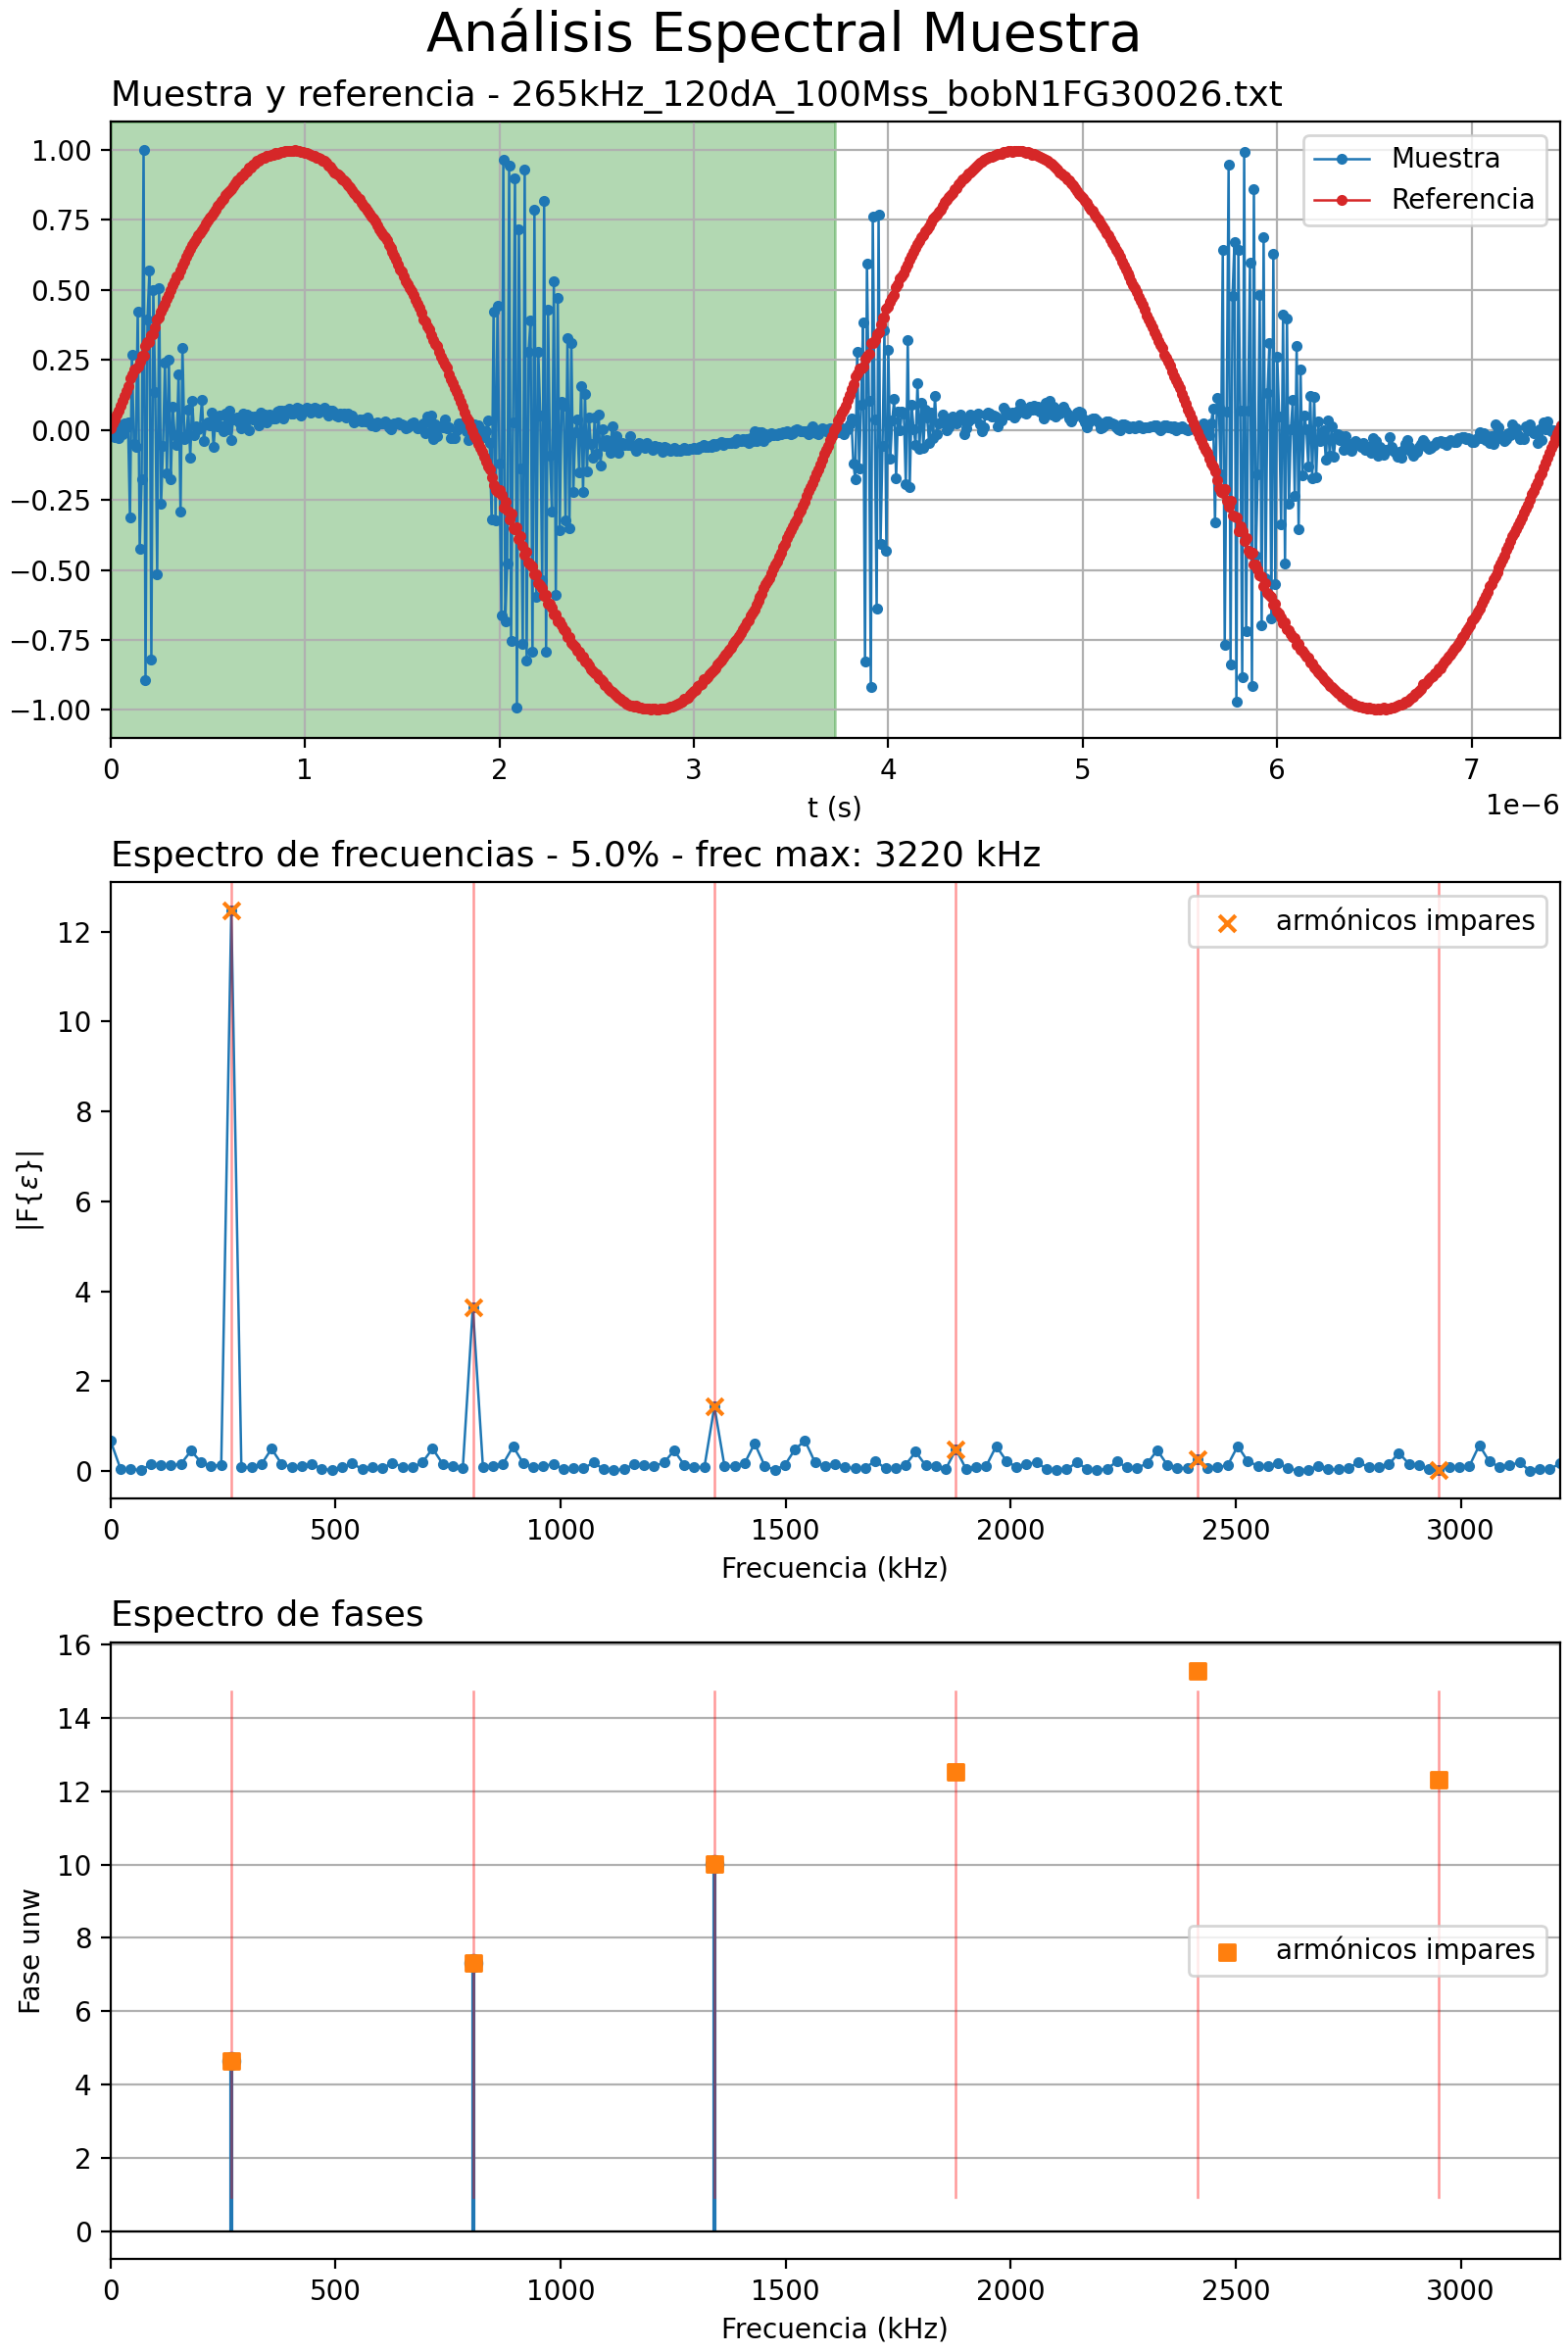 Análisis Espectral Muestra
Muestra y referencia - 265kHz_120dA_100Mss_bobN1FG30026.txt
1.00
0.75
0.50
0.25
0.00
−0.25
−0.50
−0.75
−1.00
Muestra
Referencia
0 1 2 3 4 5 6 7
1e−6
t (s)
Espectro de frecuencias - 5.0% - frec max: 3220 kHz
12
10
8
6
4
2
0
|F{ε}|
armónicos impares
0 500 1000 1500 2000 2500 3000
Frecuencia (kHz)
Espectro de fases
16
14
12
10
8
6
4
2
0
Fase unw
armónicos impares
0 500 1000 1500 2000 2500 3000
Frecuencia (kHz)